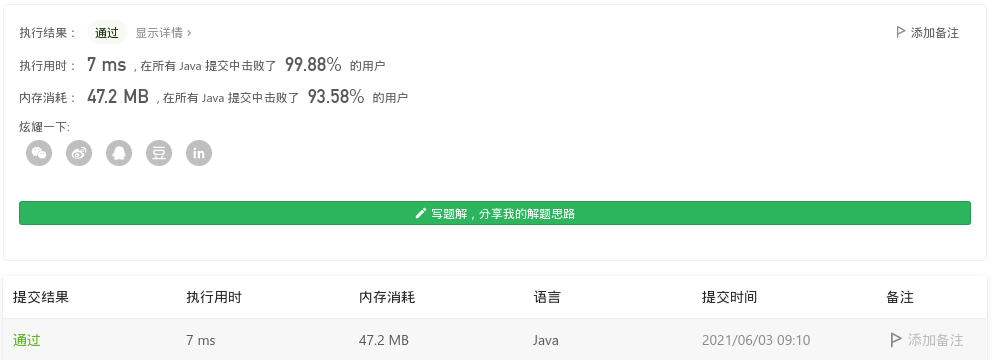 执行结果： 通过 显示详情 › 添加备注
执行用时： 7 ms , 在所有 Java 提交中击败了 99.88% 的用户
内存消耗： 47.2 MB , 在所有 Java 提交中击败了 93.58% 的用户
炫耀一下:
豆 in
写题解，分享我的解题思路
提交结果 执行用时 内存消耗 语言 提交时间 备注
通过 7 ms 47.2 MB Java 2021/06/03 09:10 添加备注